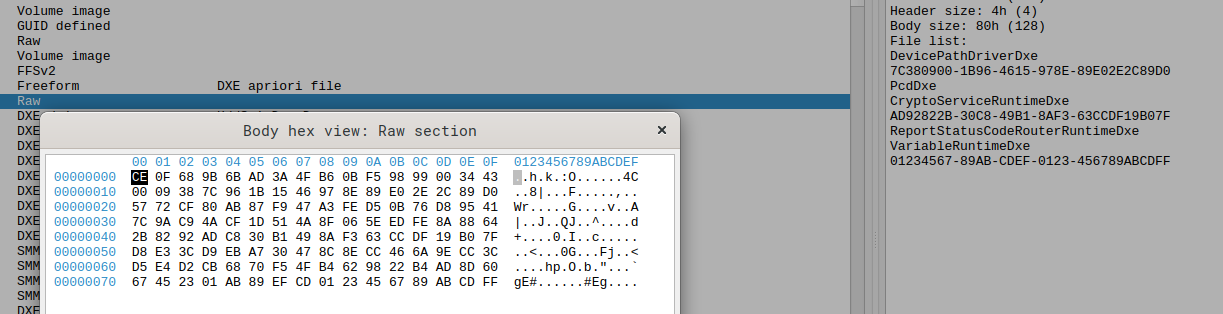 Volume image
GUID defined
Raw
Volume image
FFSv2
Freeform DXE apriori file
Raw
DXE
DXE
DXE
DXE
DXE
DXE
DXE
DXE
DXE
SMM
SMM
SMM
SMM
DXE
Body hex view: Raw section ×
00 01 02 03 04 05 06 07 08 09 0A 0B 0C 0D 0E 0F 0123456789ABCDEF
00000000 CE 0F 68 9B 6B AD 3A 4F B6 0B F5 98 99 00 34 43 ..h.k.:O......4C
00000010 00 09 38 7C 96 1B 15 46 97 8E 89 E0 2E 2C 89 D0 ..8|...F.....,..
00000020 57 72 CF 80 AB 87 F9 47 A3 FE D5 0B 76 D8 95 41 Wr.....G....v..A
00000030 7C 9A C9 4A CF 1D 51 4A 8F 06 5E ED FE 8A 88 64 |..J..QJ..^....d
00000040 2B 82 92 AD C8 30 B1 49 8A F3 63 CC DF 19 B0 7F +....0.I..c.....
00000050 D8 E3 3C D9 EB A7 30 47 8C 8E CC 46 6A 9E CC 3C ..<...0G...Fj..<
00000060 D5 E4 D2 CB 68 70 F5 4F B4 62 98 22 B4 AD 8D 60 ....hp.O.b."...`
00000070 67 45 23 01 AB 89 EF CD 01 23 45 67 89 AB CD FF gE#......#Eg....
Header size: 4h (4)
Body size: 80h (128)
File list:
DevicePathDriverDxe
7C380900-1B96-4615-978E-89E02E2C89D0
PcdDxe
CryptoServiceRuntimeDxe
AD92822B-30C8-49B1-8AF3-63CCDF19B07F
ReportStatusCodeRouterRuntimeDxe
VariableRuntimeDxe
01234567-89AB-CDEF-0123-456789ABCDFF